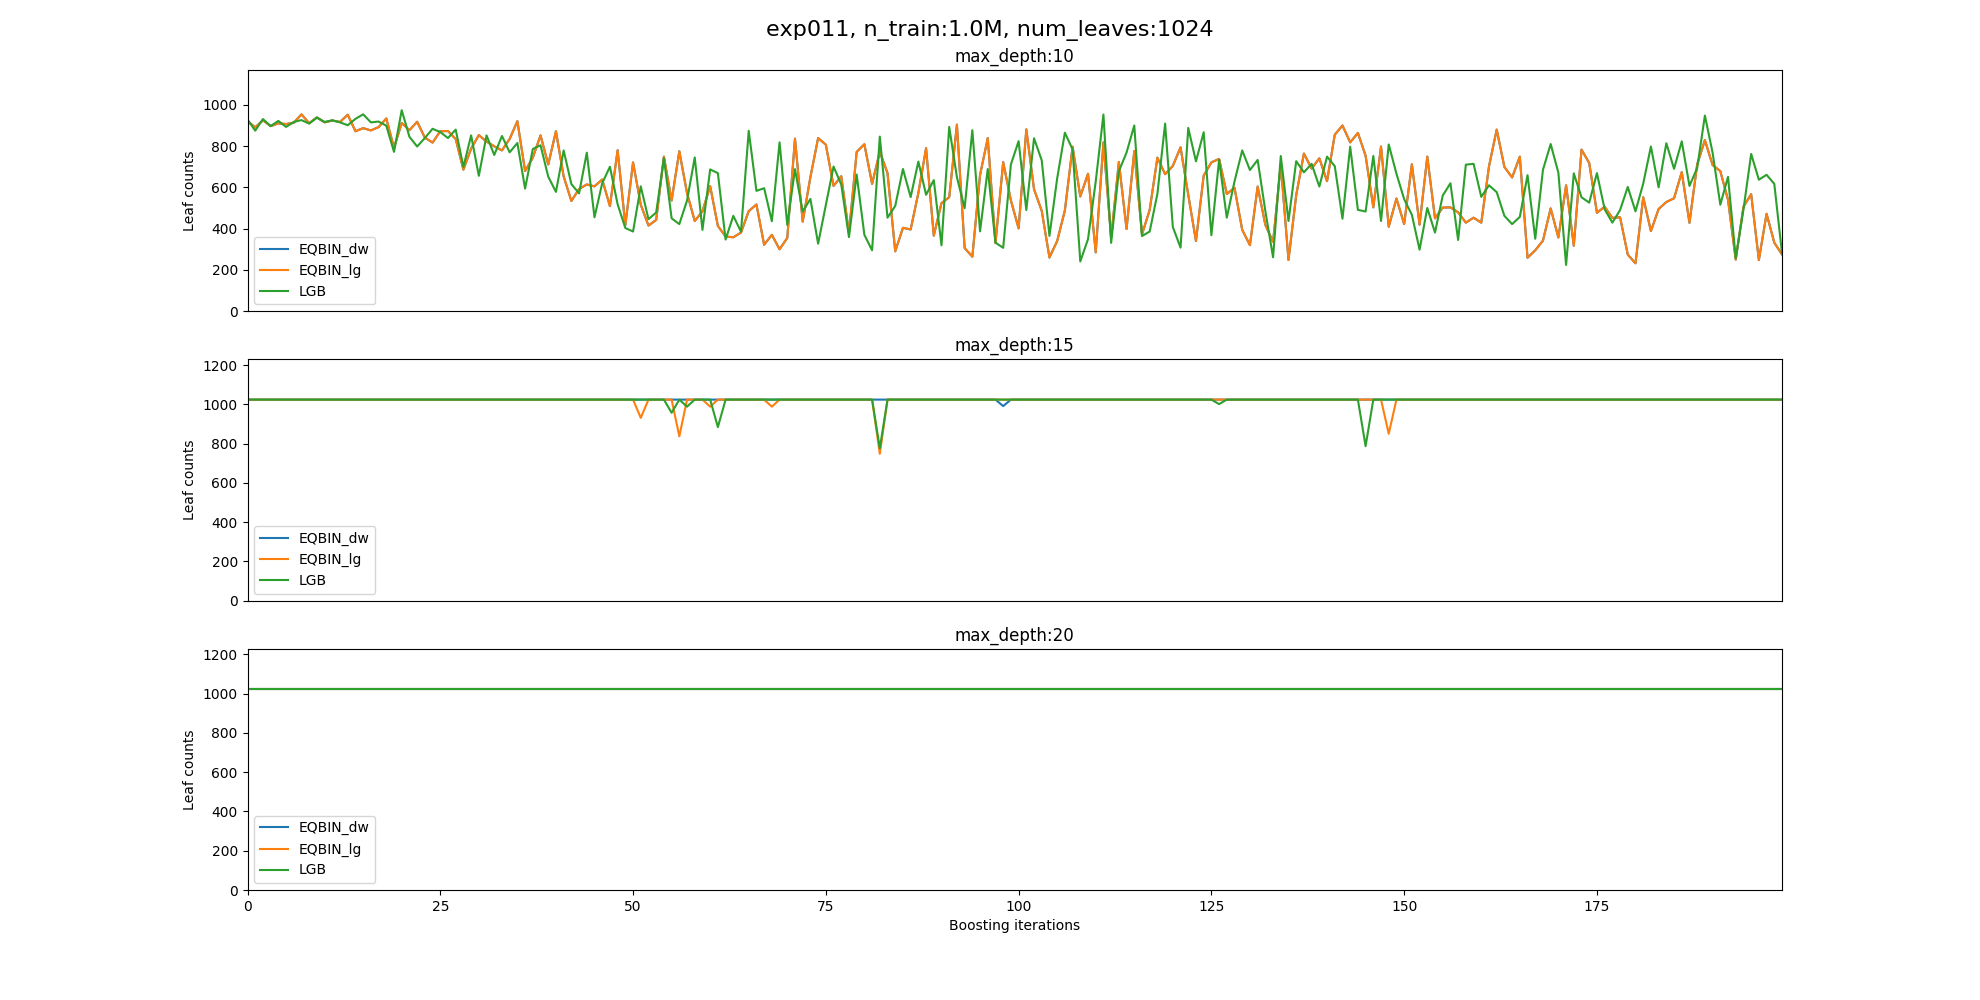 exp011, n_train:1.0M, num_leaves:1024
max_depth:10
1000
800
600
400
200
0
Leaf counts
EQBIN_dw
EQBIN_lg
LGB
max_depth:15
1200
1000
800
600
400
200
0
Leaf counts
EQBIN_dw
EQBIN_lg
LGB
max_depth:20
1200
1000
800
600
400
200
0
Leaf counts
EQBIN_dw
EQBIN_lg
LGB
0 25 50 75 100 125 150 175
Boosting iterations